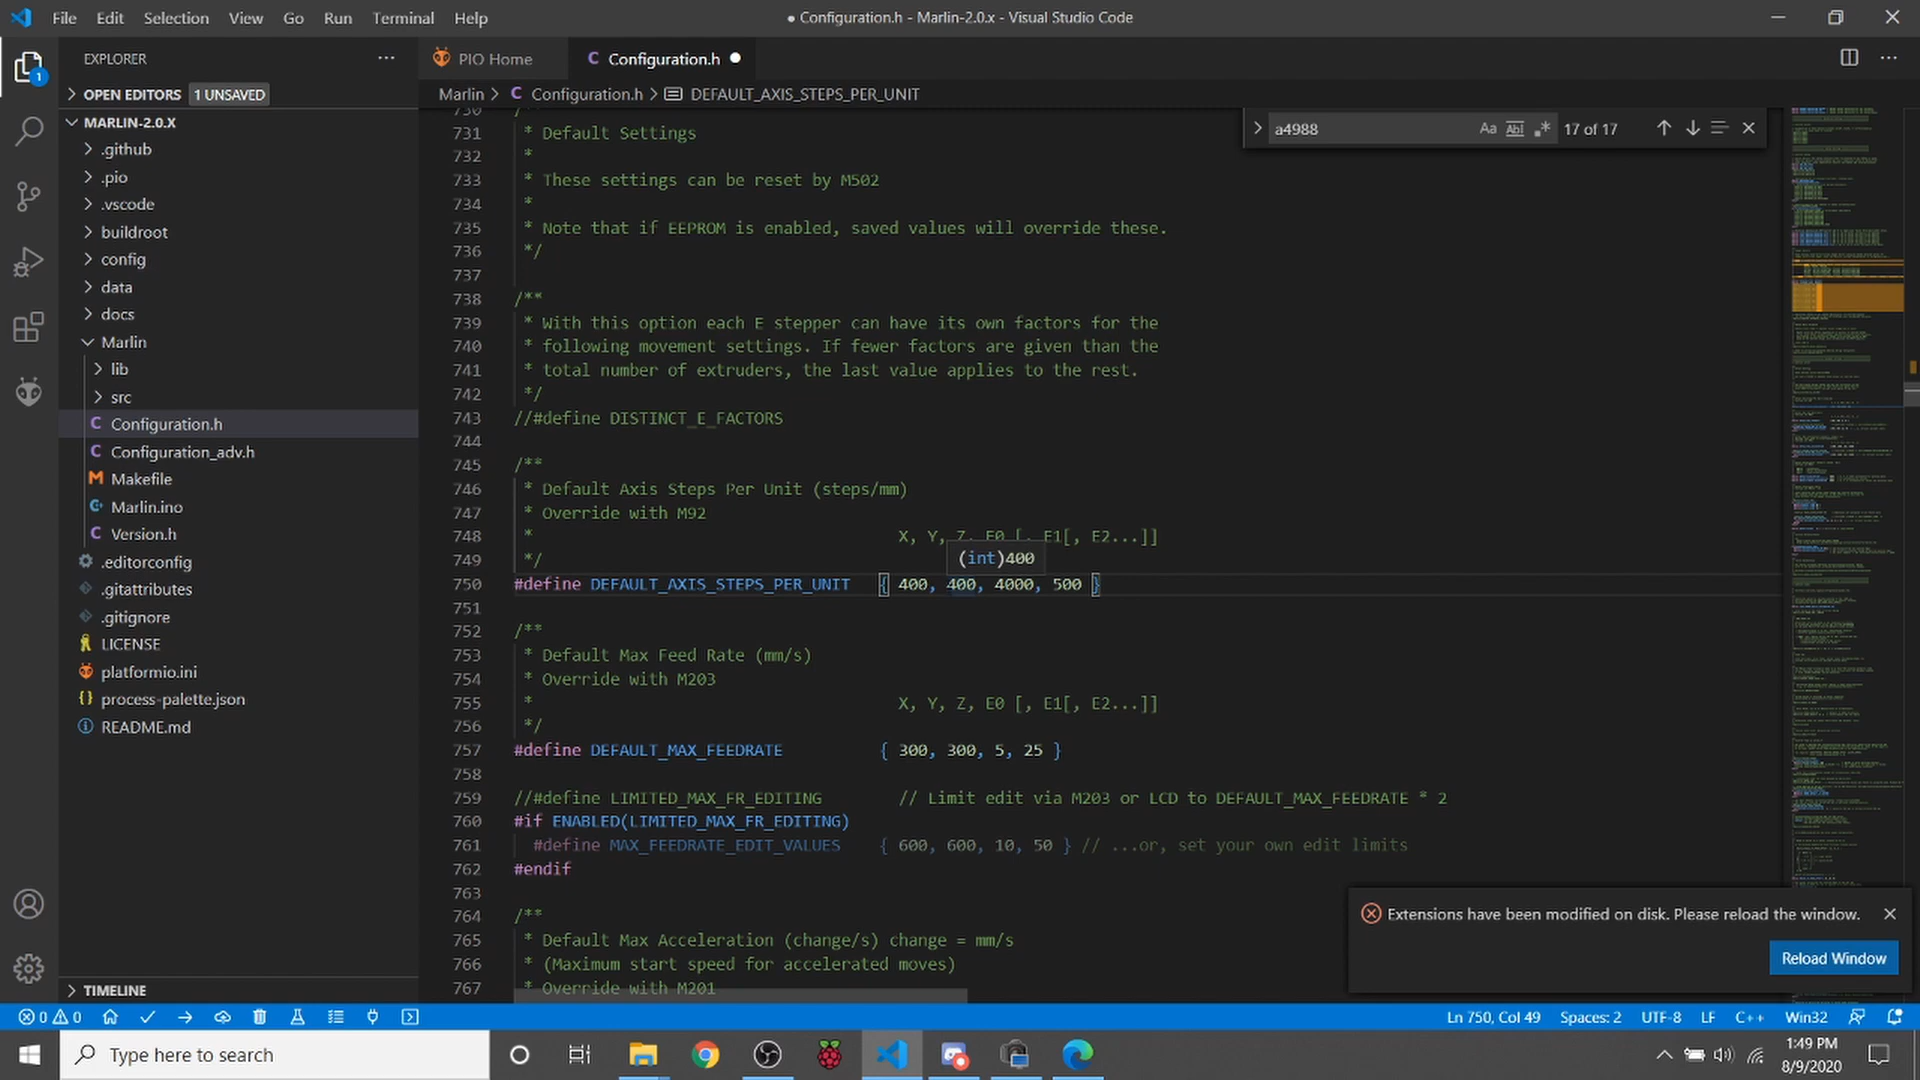 File Edit Selection View Go Run Terminal Help
● Configuration.h - Marlin-2.0.x - Visual Studio Code
EXPLORER
PIO Home
C Configuration.h
OPEN EDITORS 1 UNSAVED
Marlin > C Configuration.h > DEFAULT_AXIS_STEPS_PER_UNIT
a4988 Aa Abl .* 17 of 17
MARLIN-2.0.X
.github
.pio
.vscode
buildroot
config
data
docs
Marlin
lib
src
C Configuration.h
C Configuration_adv.h
M Makefile
Marlin.ino
C Version.h
.editorconfig
.gitattributes
.gitignore
LICENSE
platformio.ini
{} process-palette.json
README.md
TIMELINE
730 /**
731 * Default Settings
732 *
733 * These settings can be reset by M502
734 *
735 * Note that if EEPROM is enabled, saved values will override these.
736 */
737
738 /**
739 * With this option each E stepper can have its own factors for the
740 * following movement settings. If fewer factors are given than the
741 * total number of extruders, the last value applies to the rest.
742 */
743 //#define DISTINCT_E_FACTORS
744
745 /**
746 * Default Axis Steps Per Unit (steps/mm)
747 * Override with M92
748 * X, Y, Z, E0 [, E1[, E2...]]
749 */
(int)400
750 #define DEFAULT_AXIS_STEPS_PER_UNIT { 400, 400, 4000, 500 }
751
752 /**
753 * Default Max Feed Rate (mm/s)
754 * Override with M203
755 * X, Y, Z, E0 [, E1[, E2...]]
756 */
757 #define DEFAULT_MAX_FEEDRATE { 300, 300, 5, 25 }
758
759 //#define LIMITED_MAX_FR_EDITING // Limit edit via M203 or LCD to DEFAULT_MAX_FEEDRATE * 2
760 #if ENABLED(LIMITED_MAX_FR_EDITING)
761 #define MAX_FEEDRATE_EDIT_VALUES { 600, 600, 10, 50 } // ...or, set your own edit limits
762 #endif
763
764 /**
765 * Default Max Acceleration (change/s) change = mm/s
766 * (Maximum start speed for accelerated moves)
767 * Override with M201
Extensions have been modified on disk. Please reload the window.
Reload Window
0 0
Ln 750, Col 49 Spaces: 2 UTF-8 LF C++ Win32
Type here to search
1:49 PM
8/9/2020